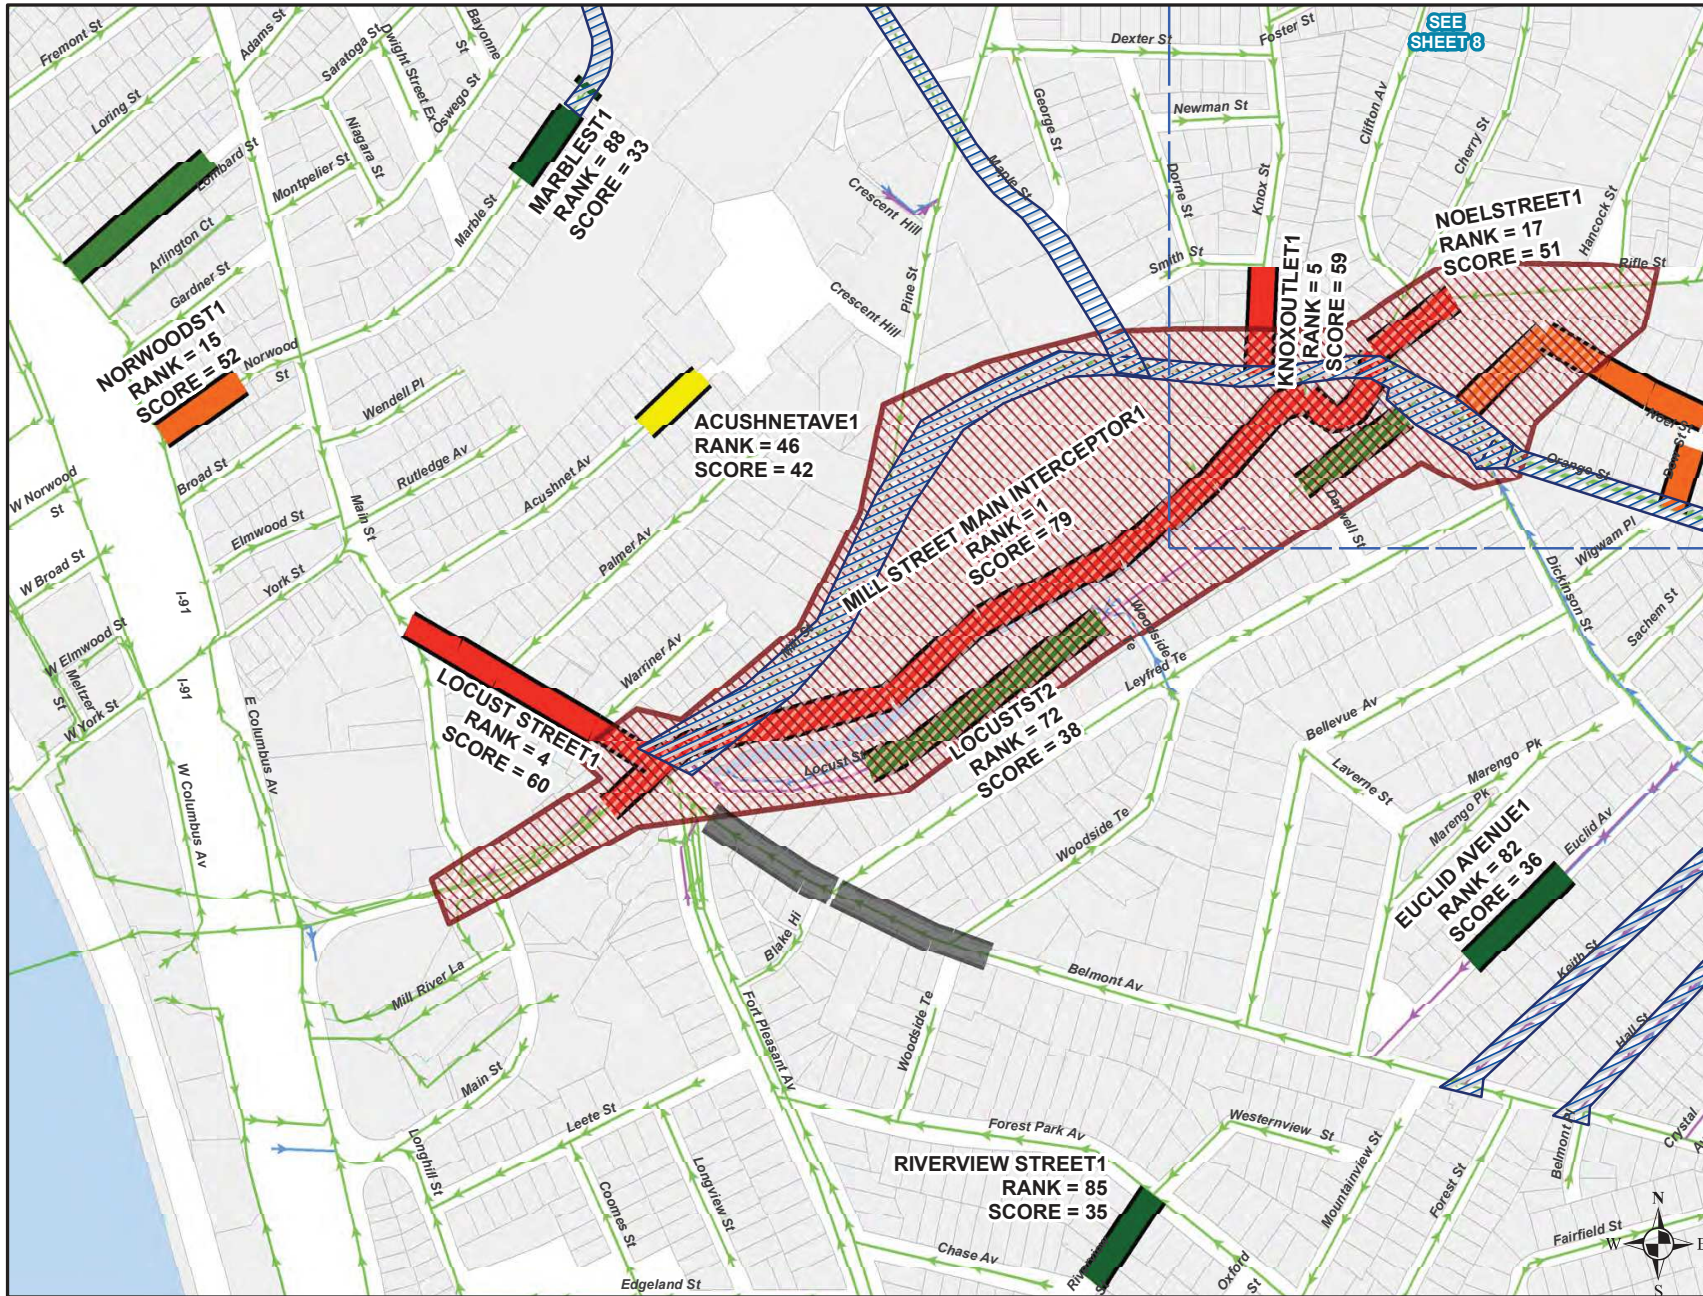 SEE
SHEET 8
Fremont St
Adams St
Saratoga St
Dwight Street Ex
Bayonne
St
Oswego St
Loring St
Niagara St
Lombard St
Montpelier St
Arlington Ct
Gardner St
Marble St
MARBLEST1
RANK = 88
SCORE = 33
Dexter St
Foster St
George St
Newman St
Clifton Av
Cherry St
Maple St
Dorne St
Knox St
Hancock St
Smith St
Rifle St
Crescent Hill
Crescent Hill
Pine St
NOELSTREET1
RANK = 17
SCORE = 51
KNOXOUTLET1
RANK = 5
SCORE = 59
NORWOODST1
RANK = 15
SCORE = 52
Norwood
St
Wendell Pl
Rutledge Av
Acushnet Av
ACUSHNETAVE1
RANK = 46
SCORE = 42
Broad St
W Norwood
St
Main St
Elmwood St
York St
Palmer Av
W Broad St
I-91
I-91
W Elmwood St
Meltzer
St
W York St
MILL STREET MAIN INTERCEPTOR1
RANK = 1
SCORE = 79
Noel St
Orange St
Darwell St
Wigwam Pl
Dickinson St
Sachem St
Mill St
Woodside
Te
Leyfred Te
Warriner Av
LOCUST STREET1
RANK = 4
SCORE = 60
E Columbus Av
W Columbus Av
Locust St
LOCUSTST2
RANK = 72
SCORE = 38
Bellevue Av
Laverne St
Marengo Pk
Marengo Pk
Euclid Av
EUCLID AVENUE1
RANK = 82
SCORE = 36
Woodside Te
Blake Hi
Mill River La
Belmont Av
Keith St
Hall St
Fort Pleasant Av
Woodside Te
Main St
Leete St
Longhill St
Coomes St
Longview St
Forest Park Av
Westernview St
Mountainview St
Forest St
Belmont Pl
Crystal
RIVERVIEW STREET1
RANK = 85
SCORE = 35
Chase Av
Oxford
St
Edgeland St
Fairfield St
N
W
E
S